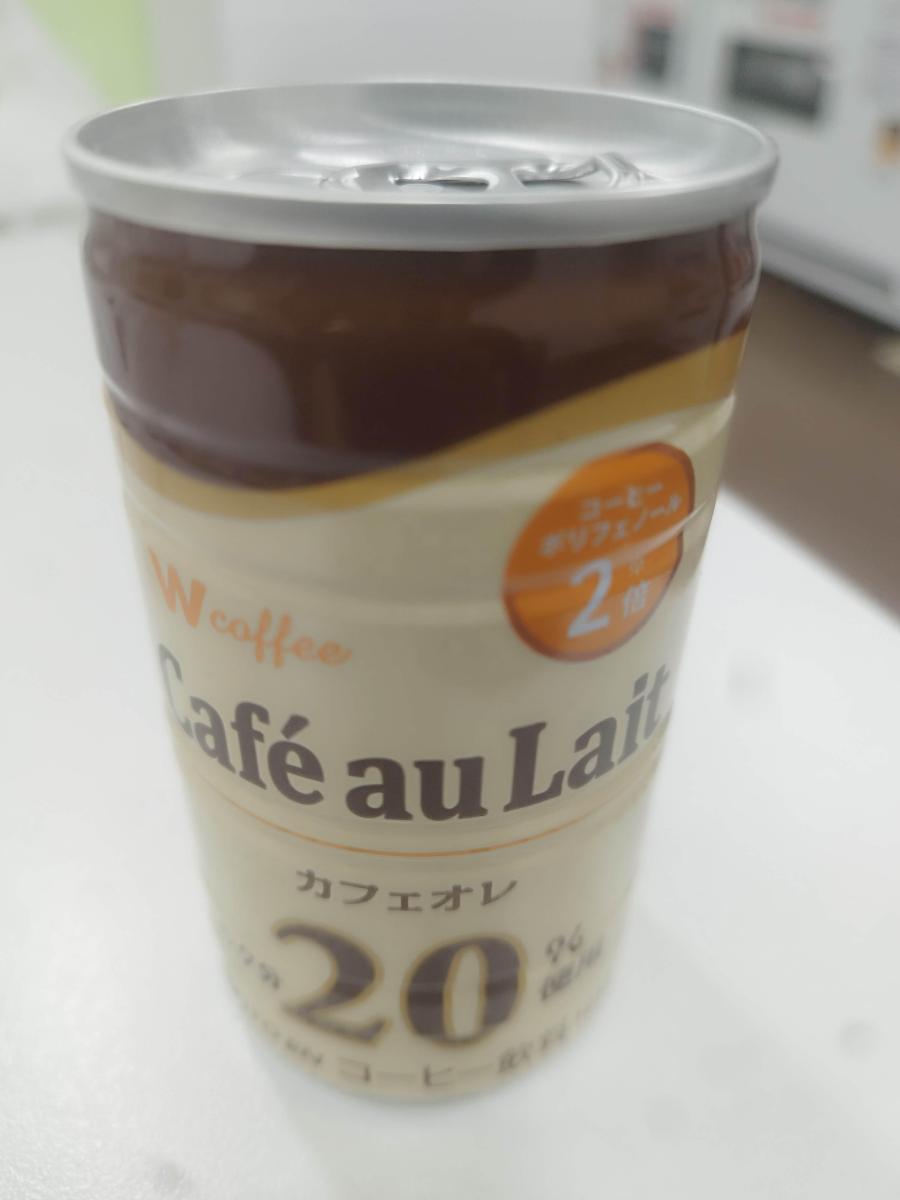 コーヒー
ポリフェノール
2※倍
W coffee
Café au Lait
カフェオレ
20%
コーヒー飲料